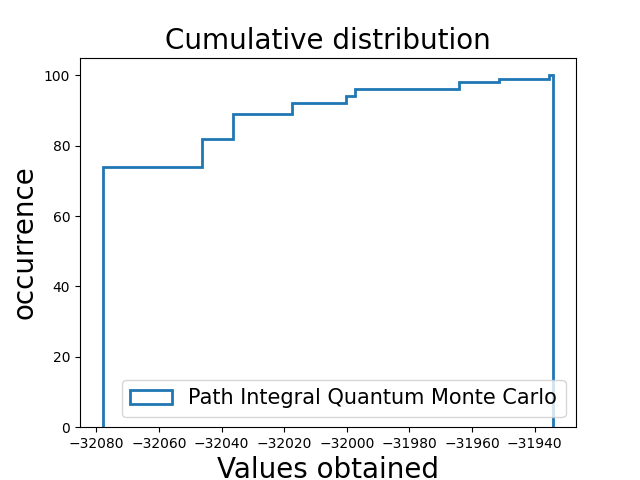 Cumulative distribution
occurrence
100
80
60
40
20
0
−32080 −32060 −32040 −32020 −32000 −31980 −31960 −31940
Path Integral Quantum Monte Carlo
Values obtained